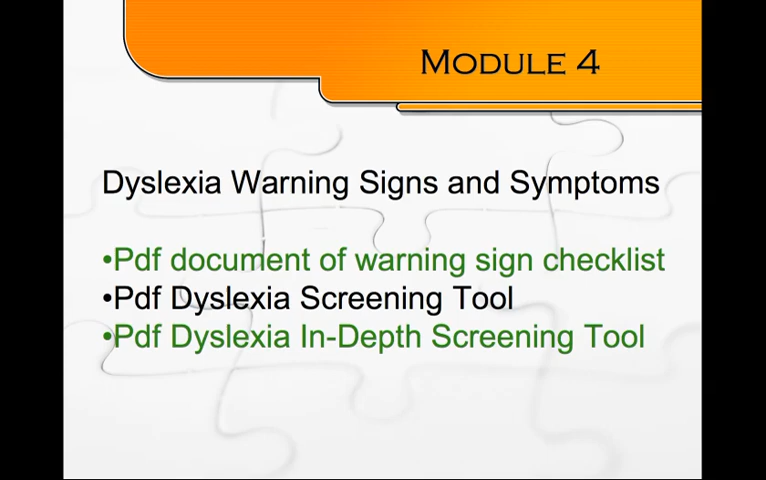 Module 4
Dyslexia Warning Signs and Symptoms
•Pdf document of warning sign checklist
•Pdf Dyslexia Screening Tool
•Pdf Dyslexia In-Depth Screening Tool